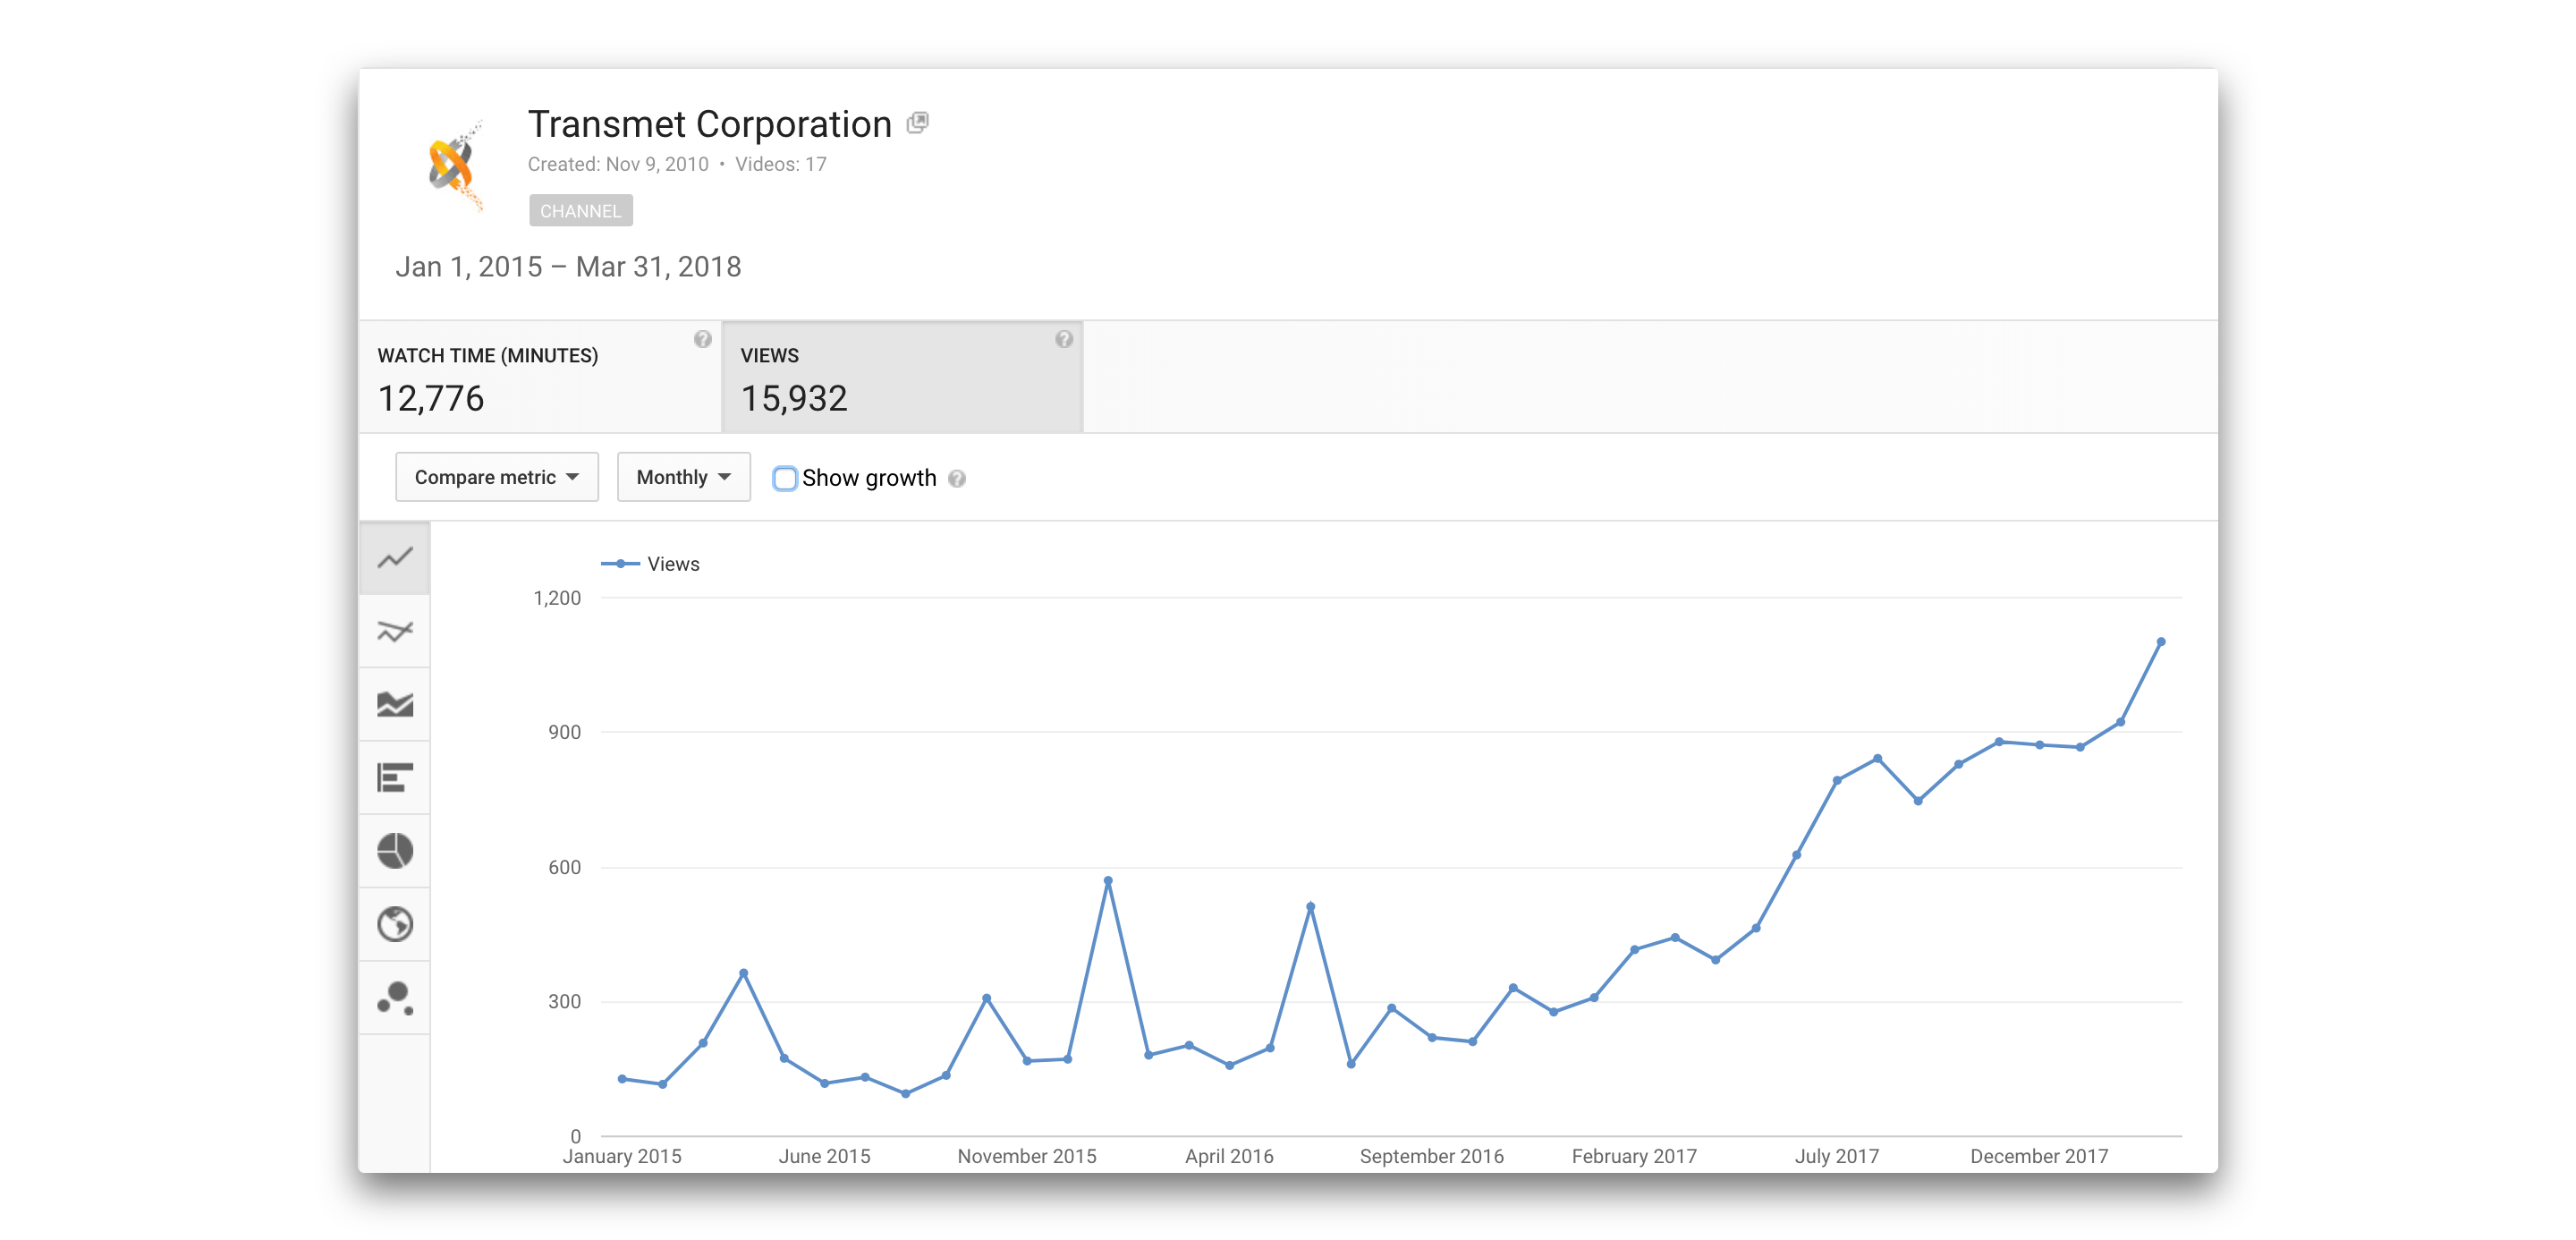 Transmet Corporation
Created: Nov 9, 2010 • Videos: 17
CHANNEL
Jan 1, 2015 – Mar 31, 2018
WATCH TIME (MINUTES) ?
12,776
VIEWS ?
15,932
Compare metric Monthly Show growth ?
Views
1,200
900
600
300
0
January 2015 June 2015 November 2015 April 2016 September 2016 February 2017 July 2017 December 2017